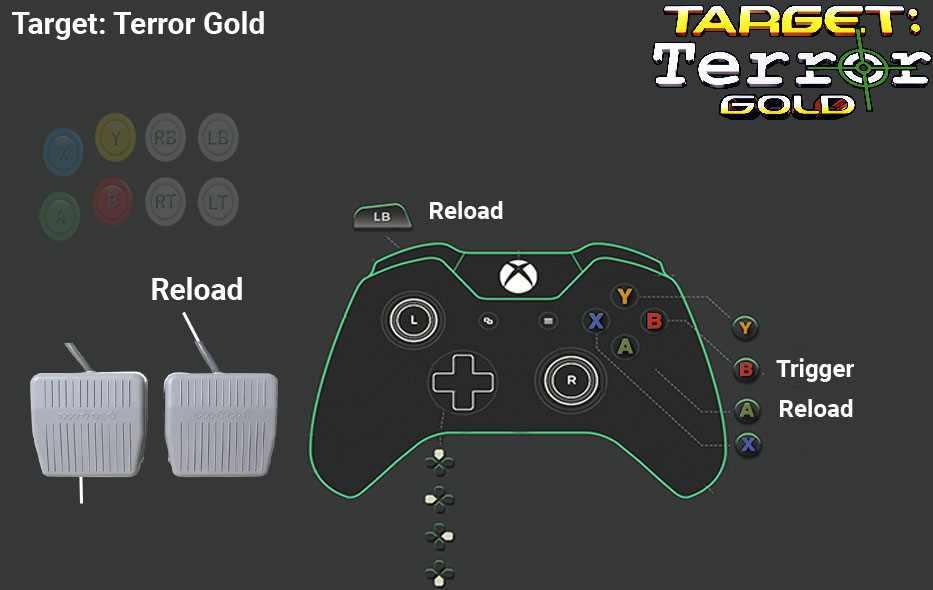 Target: Terror Gold
TARGET:
Terror
GOLD
X Y RB LB
A B RT LT
LB Reload
Reload
L
Y
X B
A
R
Y
B Trigger
A Reload
X